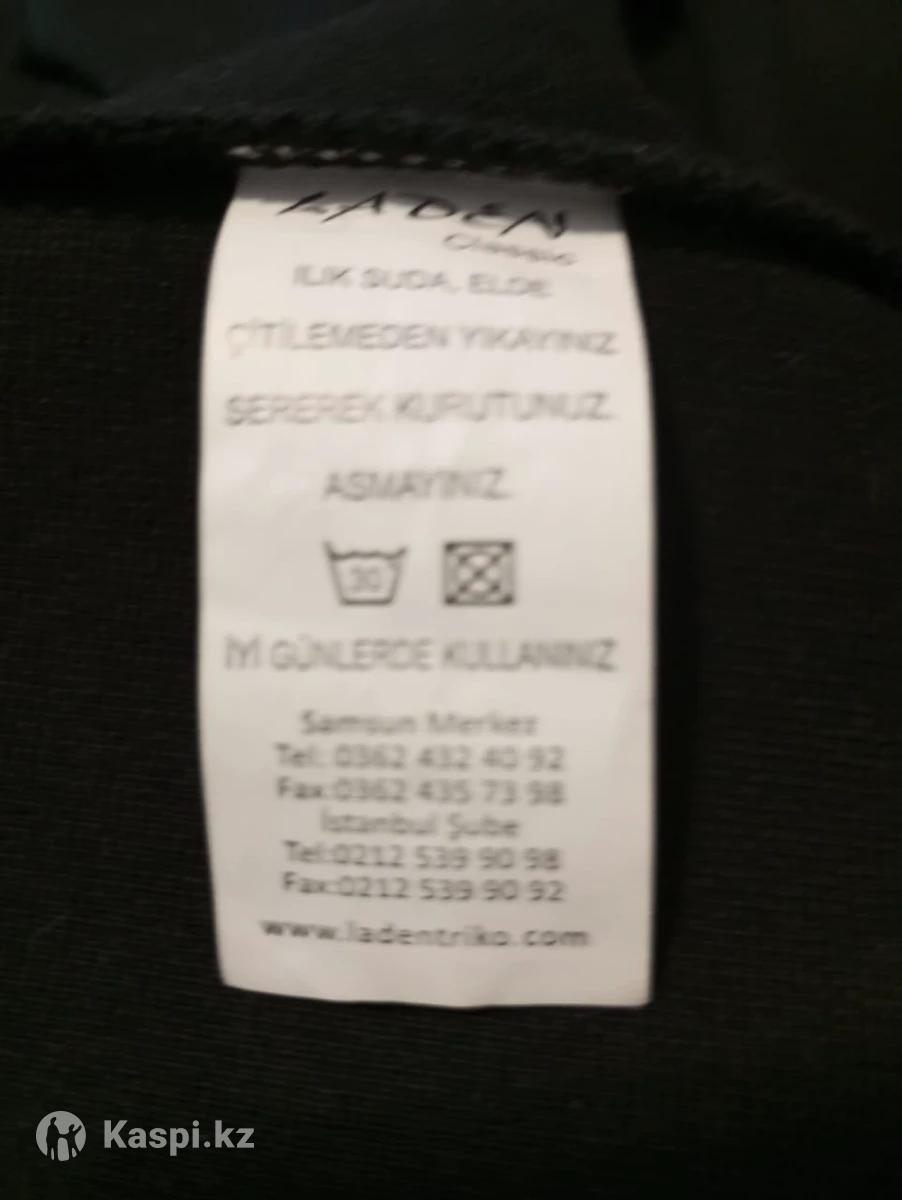 LADEN
Classic
ILIK SUDA, ELDE
ÇİTİLEMEDEN YIKAYINIZ
SEREREK KURUTUNUZ.
ASMAYINIZ.
30
İYİ GÜNLERDE KULLANINIZ
Samsun Merkez
Tel: 0362 432 40 92
Fax:0362 435 73 98
İstanbul Şube
Tel:0212 539 90 98
Fax:0212 539 90 92
www.ladentriko.com
Kaspi.kz